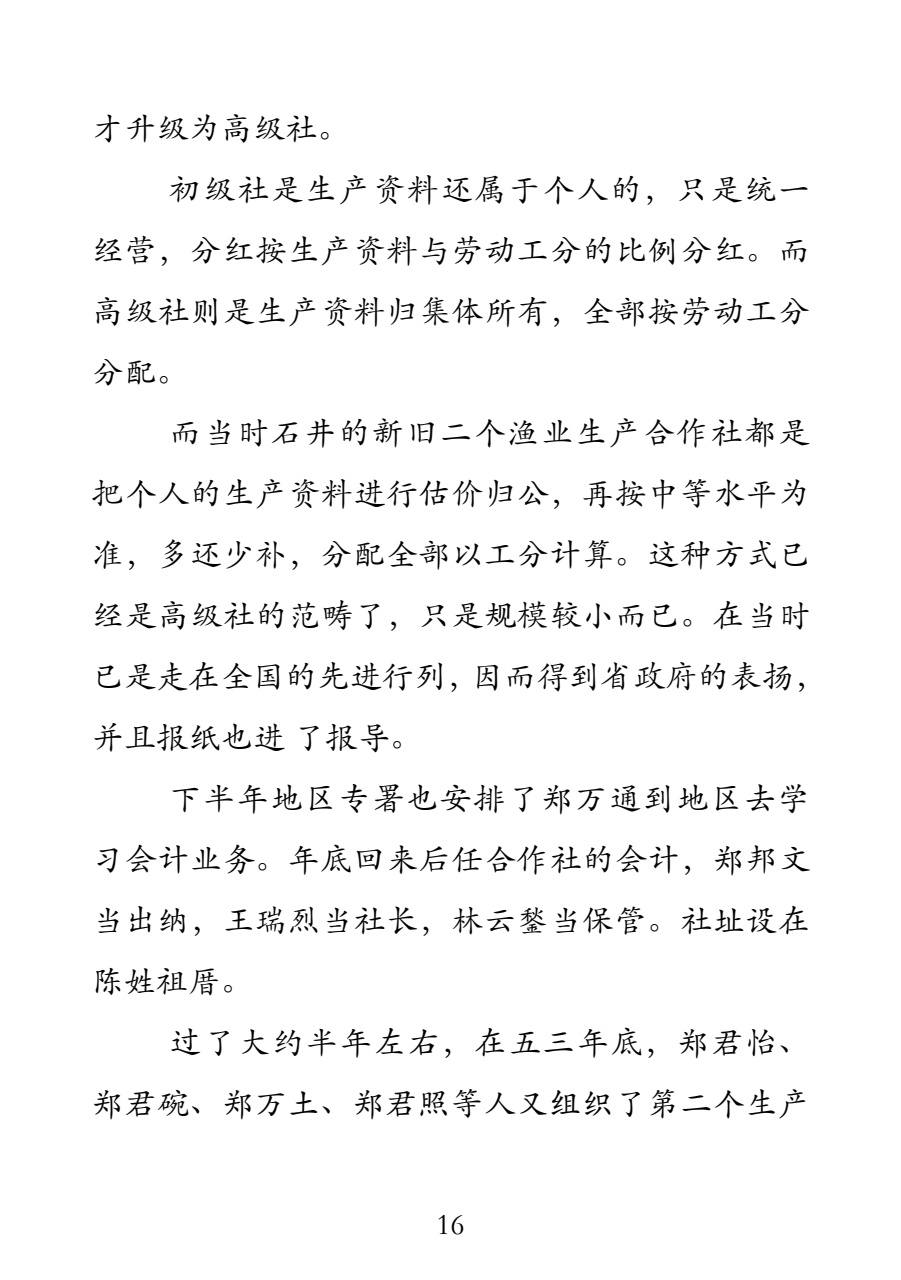 才升级为高级社。
初级社是生产资料还属于个人的，只是统一
经营，分红按生产资料与劳动工分的比例分红。而
高级社则是生产资料归集体所有，全部按劳动工分
分配。
而当时石井的新旧二个渔业生产合作社都是
把个人的生产资料进行估价归公，再按中等水平为
准，多还少补，分配全部以工分计算。这种方式已
经是高级社的范畴了，只是规模较小而已。在当时
已是走在全国的先进行列，因而得到省政府的表扬，
并且报纸也进 了报导。
下半年地区专署也安排了郑万通到地区去学
习会计业务。年底回来后任合作社的会计，郑邦文
当出纳，王瑞烈当社长，林云鍪当保管。社址设在
陈姓祖厝。
过了大约半年左右，在五三年底，郑君怡、
郑君碗、郑万土、郑君照等人又组织了第二个生产
16